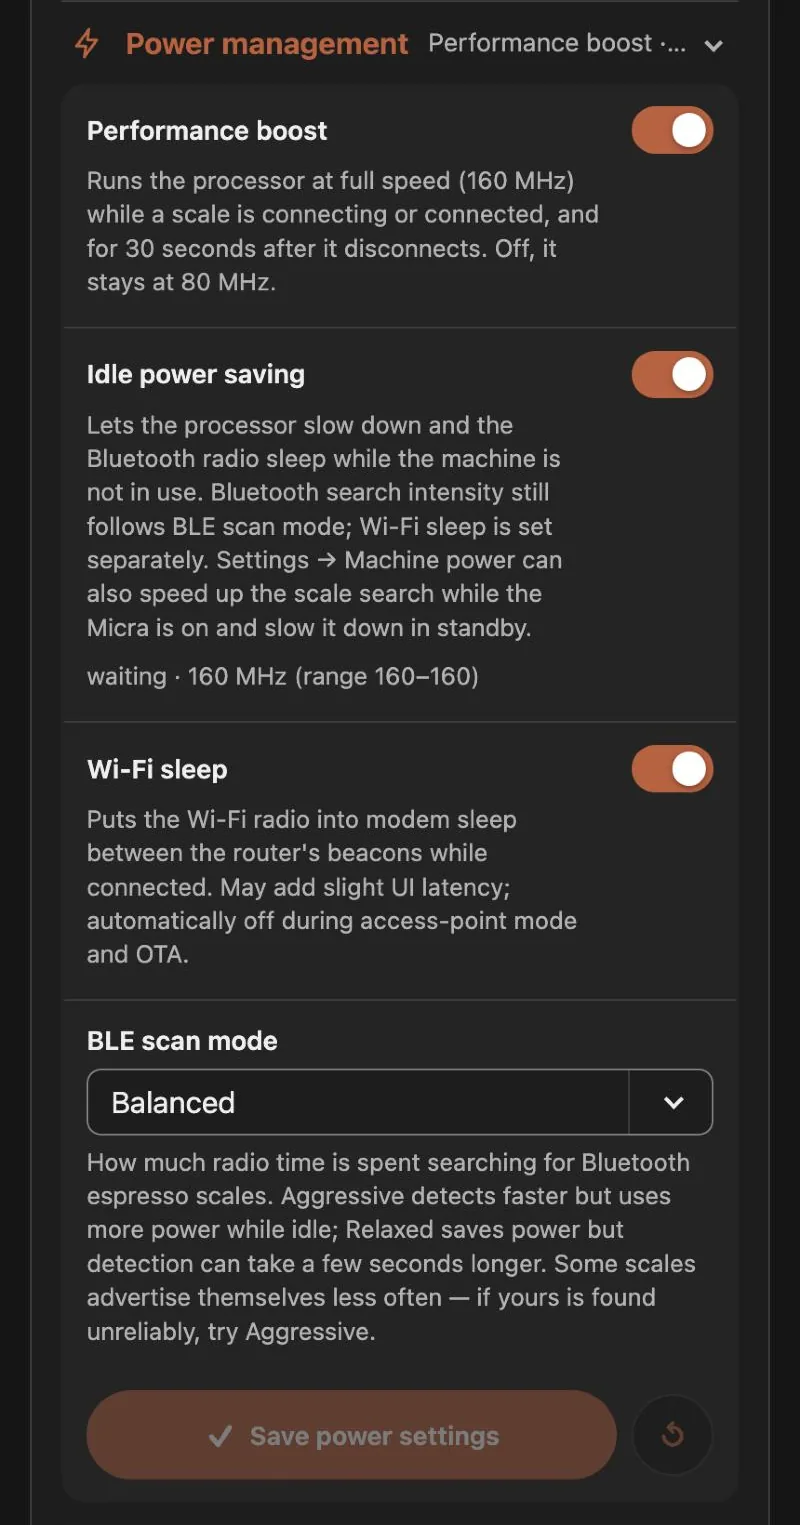 Power management Performance boost ·...
Performance boost
Runs the processor at full speed (160 MHz)
while a scale is connecting or connected, and
for 30 seconds after it disconnects. Off, it
stays at 80 MHz.
Idle power saving
Lets the processor slow down and the
Bluetooth radio sleep while the machine is
not in use. Bluetooth search intensity still
follows BLE scan mode; Wi-Fi sleep is set
separately. Settings → Machine power can
also speed up the scale search while the
Micra is on and slow it down in standby.
waiting · 160 MHz (range 160–160)
Wi-Fi sleep
Puts the Wi-Fi radio into modem sleep
between the router's beacons while
connected. May add slight UI latency;
automatically off during access-point mode
and OTA.
BLE scan mode
Balanced
How much radio time is spent searching for Bluetooth
espresso scales. Aggressive detects faster but uses
more power while idle; Relaxed saves power but
detection can take a few seconds longer. Some scales
advertise themselves less often — if yours is found
unreliably, try Aggressive.
Save power settings